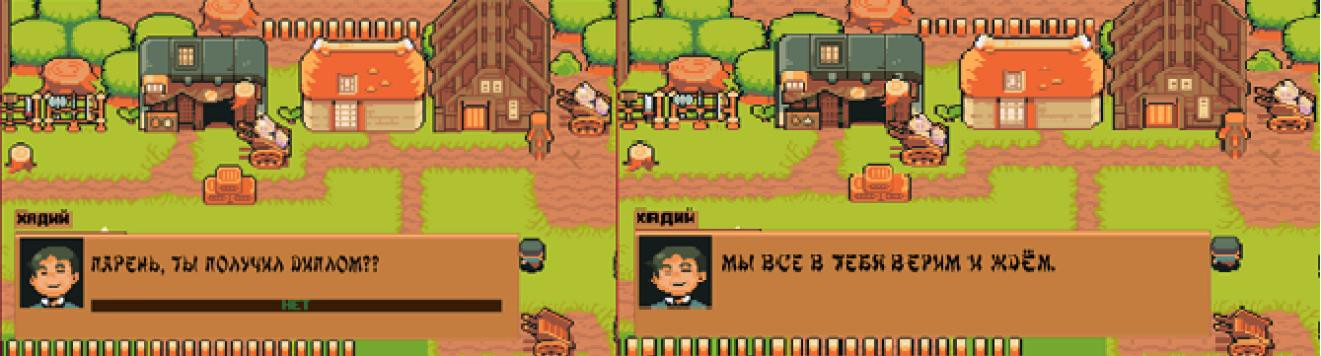 ХАДИЙ
ПАРЕНЬ, ТЫ ПОЛУЧИЛ ДИПЛОМ??
НЕТ
ХАДИЙ
МЫ ВСЕ В ТЕБЯ ВЕРИМ И ЖДЁМ.